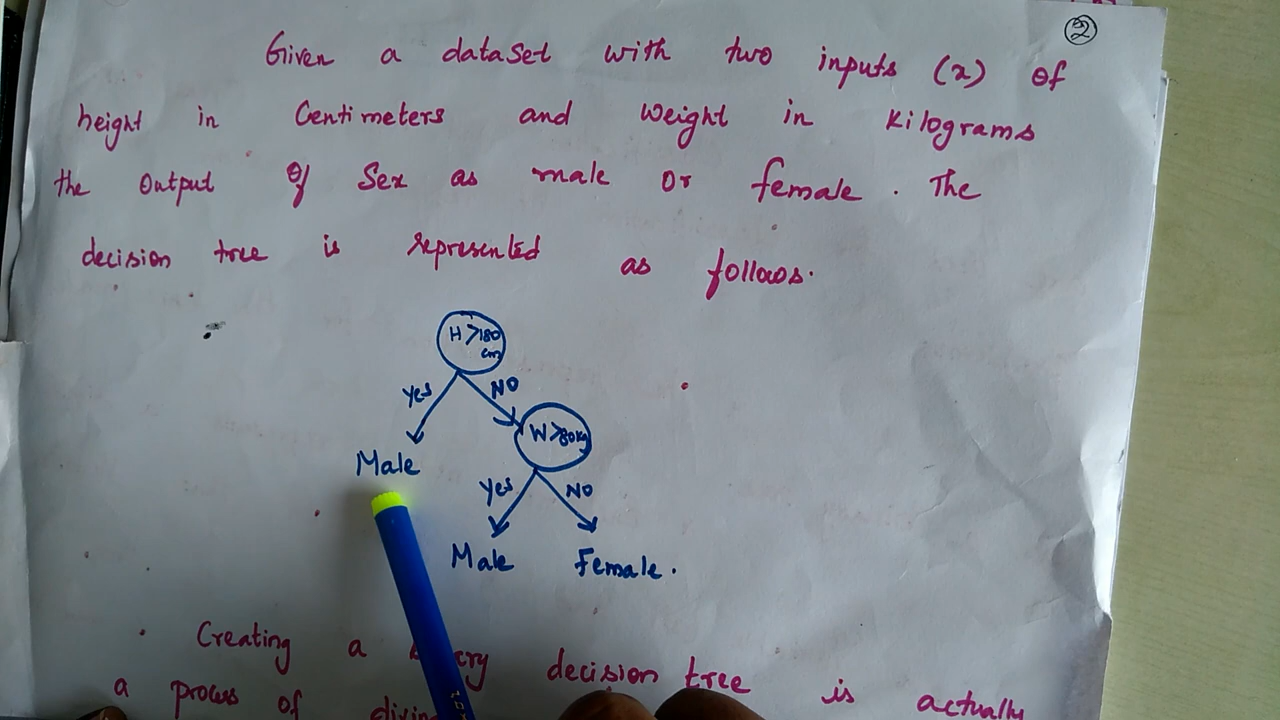 2
Given a dataset with two inputs (x) of
height in Centimeters and weight in kilograms
the output of Sex as male or female. The
decision tree is represented as follows.
H>180
cm
Yes NO
W>80kg
Male
Yes NO
Male Female.
Creating a decision tree is actually
a process of